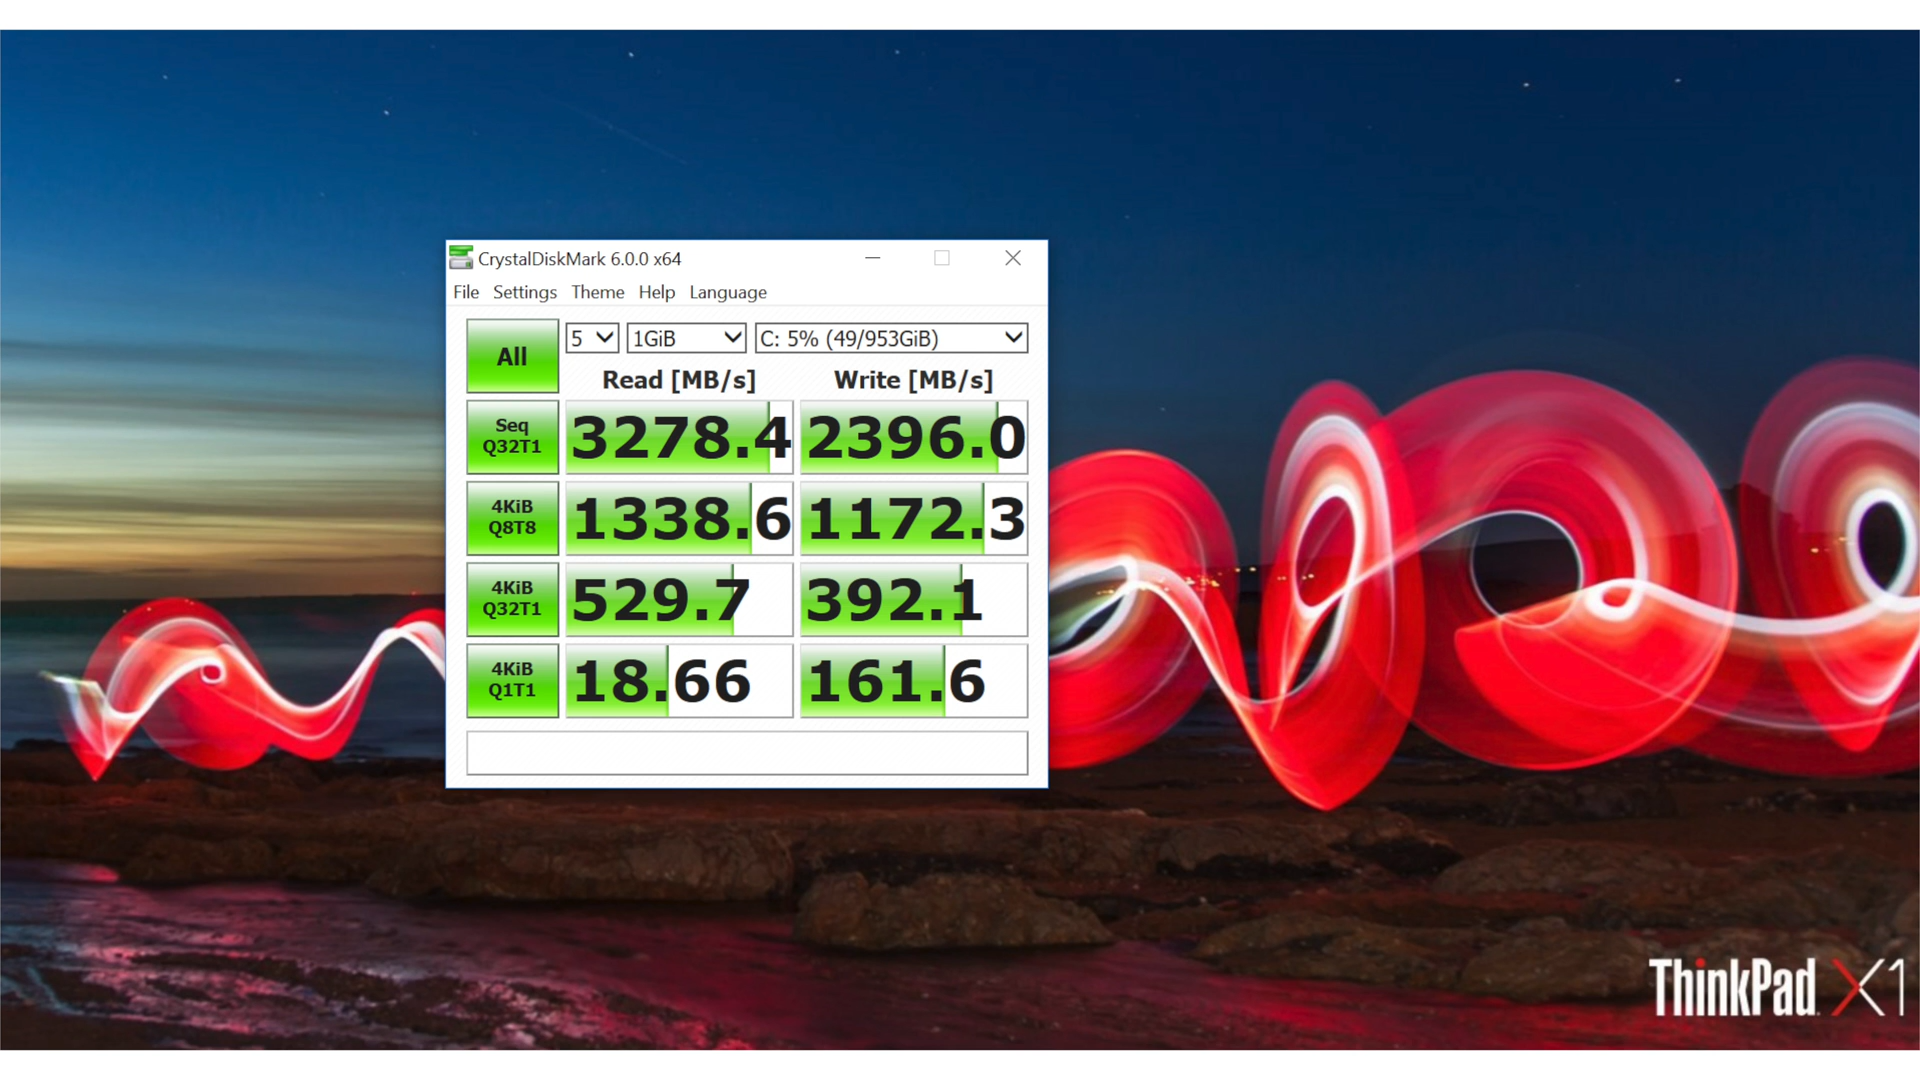 CrystalDiskMark 6.0.0 x64
File Settings Theme Help Language
All 5 1GiB C: 5% (49/953GiB)
Read [MB/s] Write [MB/s]
Seq Q32T1 3278.4 2396.0
4KiB Q8T8 1338.6 1172.3
4KiB Q32T1 529.7 392.1
4KiB Q1T1 18.66 161.6
ThinkPad X1